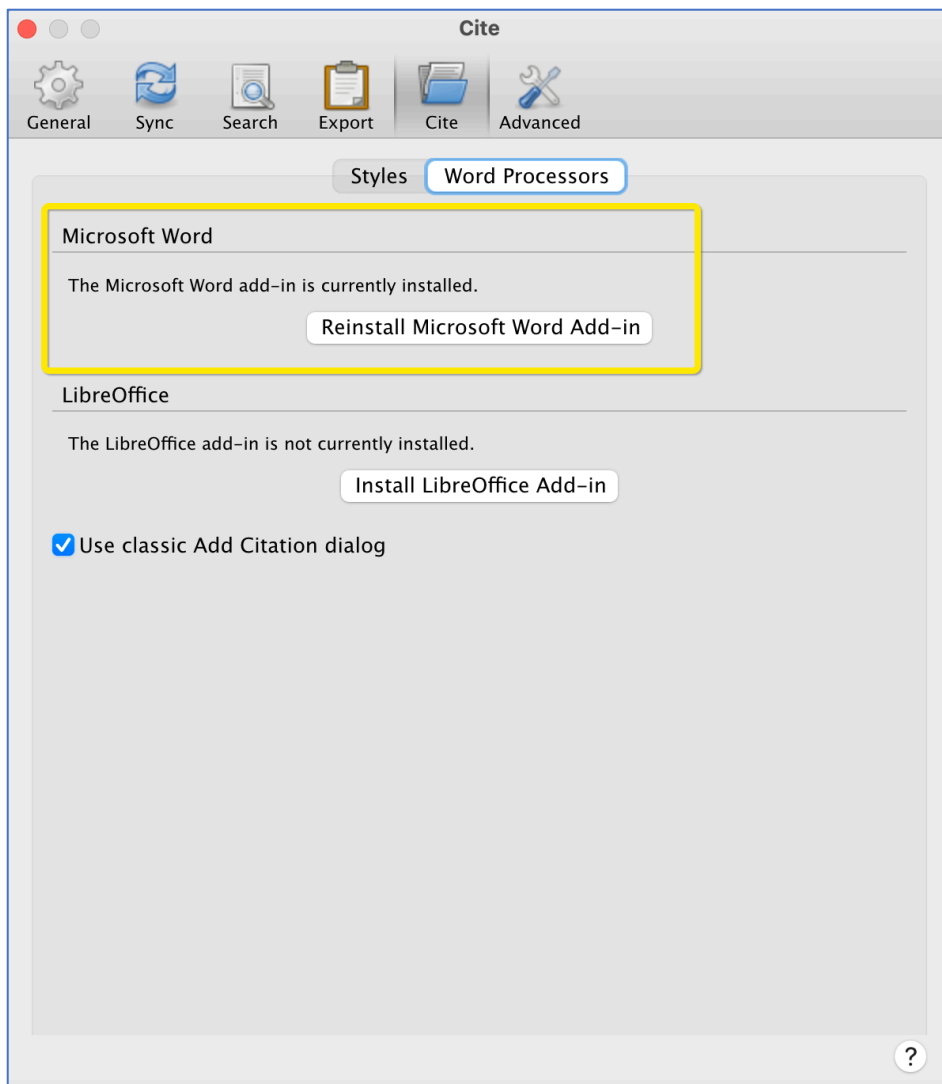 Cite
General Sync Search Export Cite Advanced
Styles Word Processors
Microsoft Word
The Microsoft Word add-in is currently installed.
Reinstall Microsoft Word Add-in
LibreOffice
The LibreOffice add-in is not currently installed.
Install LibreOffice Add-in
Use classic Add Citation dialog
?